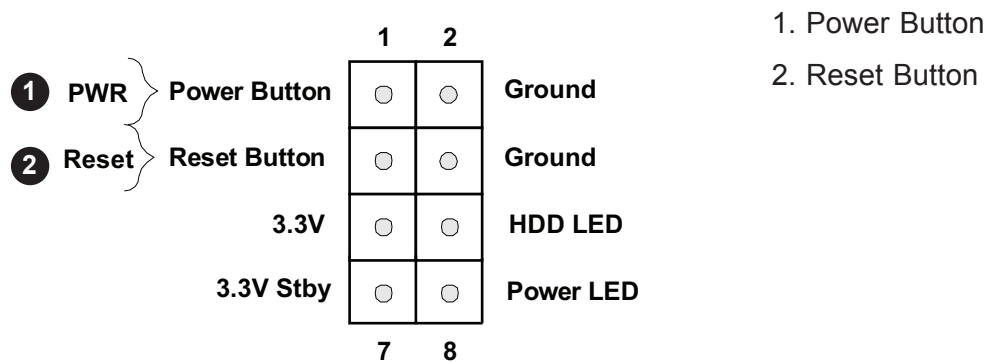 1 2
1 PWR Power Button Ground
2 Reset Reset Button Ground
3.3V HDD LED
3.3V Stby Power LED
7 8
1. Power Button
2. Reset Button